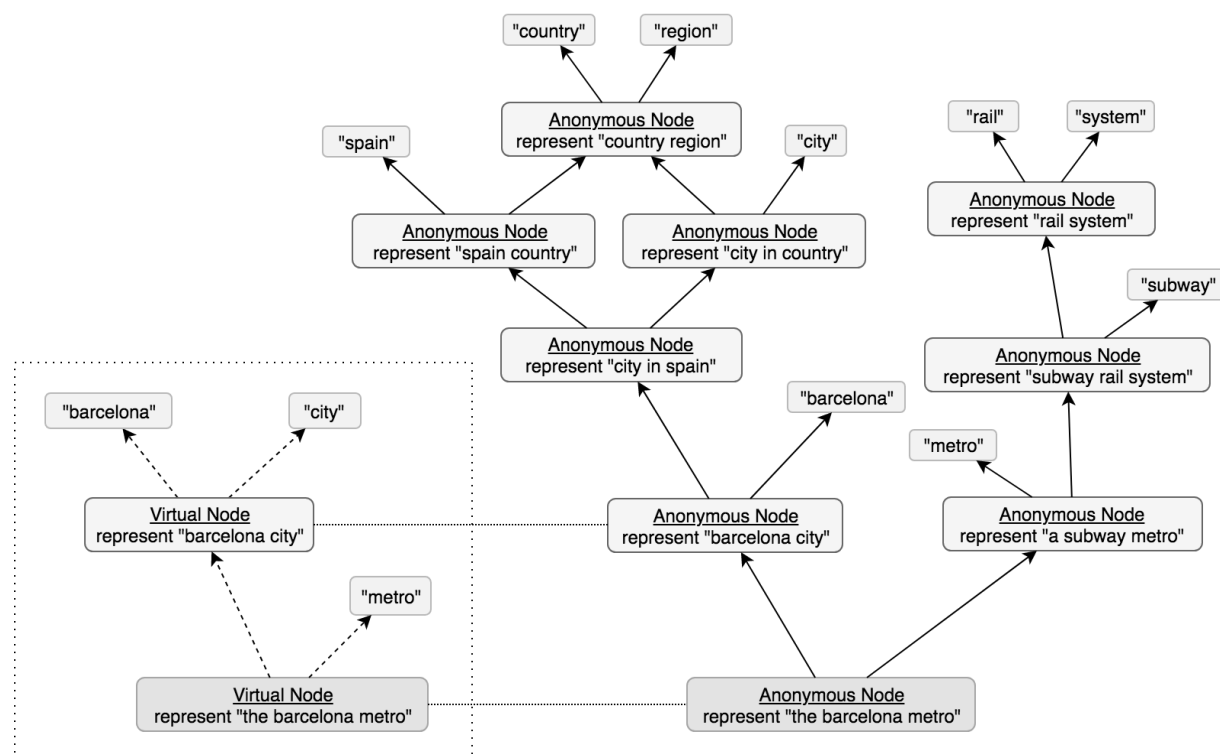 "country"
"region"
Anonymous Node
represent "country region"
"rail"
"system"
"spain"
"city"
Anonymous Node
represent "rail system"
Anonymous Node
represent "spain country"
Anonymous Node
represent "city in country"
"subway"
Anonymous Node
represent "city in spain"
Anonymous Node
represent "subway rail system"
"barcelona"
"city"
"barcelona"
"metro"
Virtual Node
represent "barcelona city"
Anonymous Node
represent "barcelona city"
Anonymous Node
represent "a subway metro"
"metro"
Virtual Node
represent "the barcelona metro"
Anonymous Node
represent "the barcelona metro"